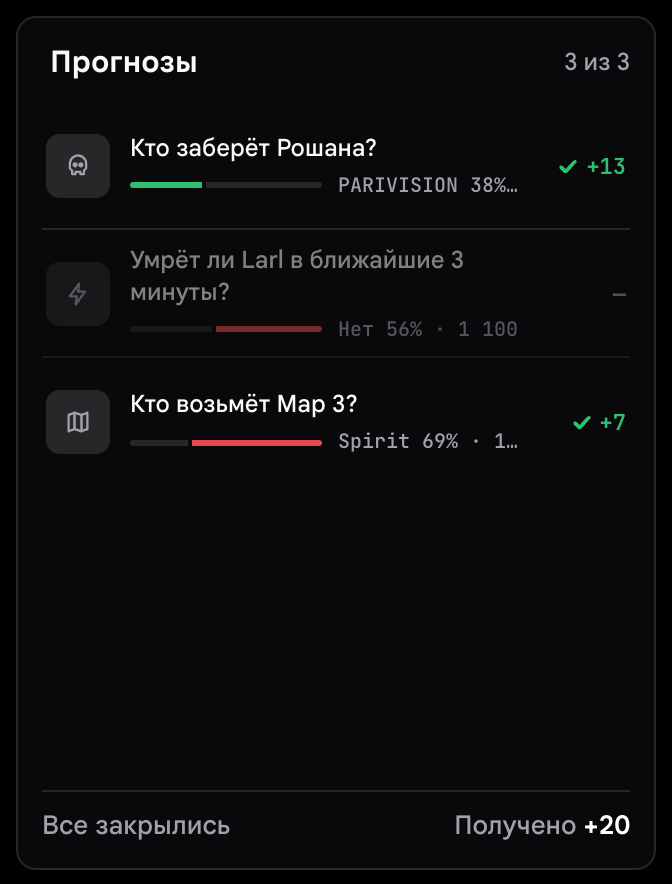 Прогнозы
3 из 3
Кто заберёт Рошана?
PARIVISION 38%…
+13
Умрёт ли Larl в ближайшие 3
минуты?
Нет 56% · 1 100
—
Кто возьмёт Map 3?
Spirit 69% · 1…
+7
Все закрылись
Получено +20